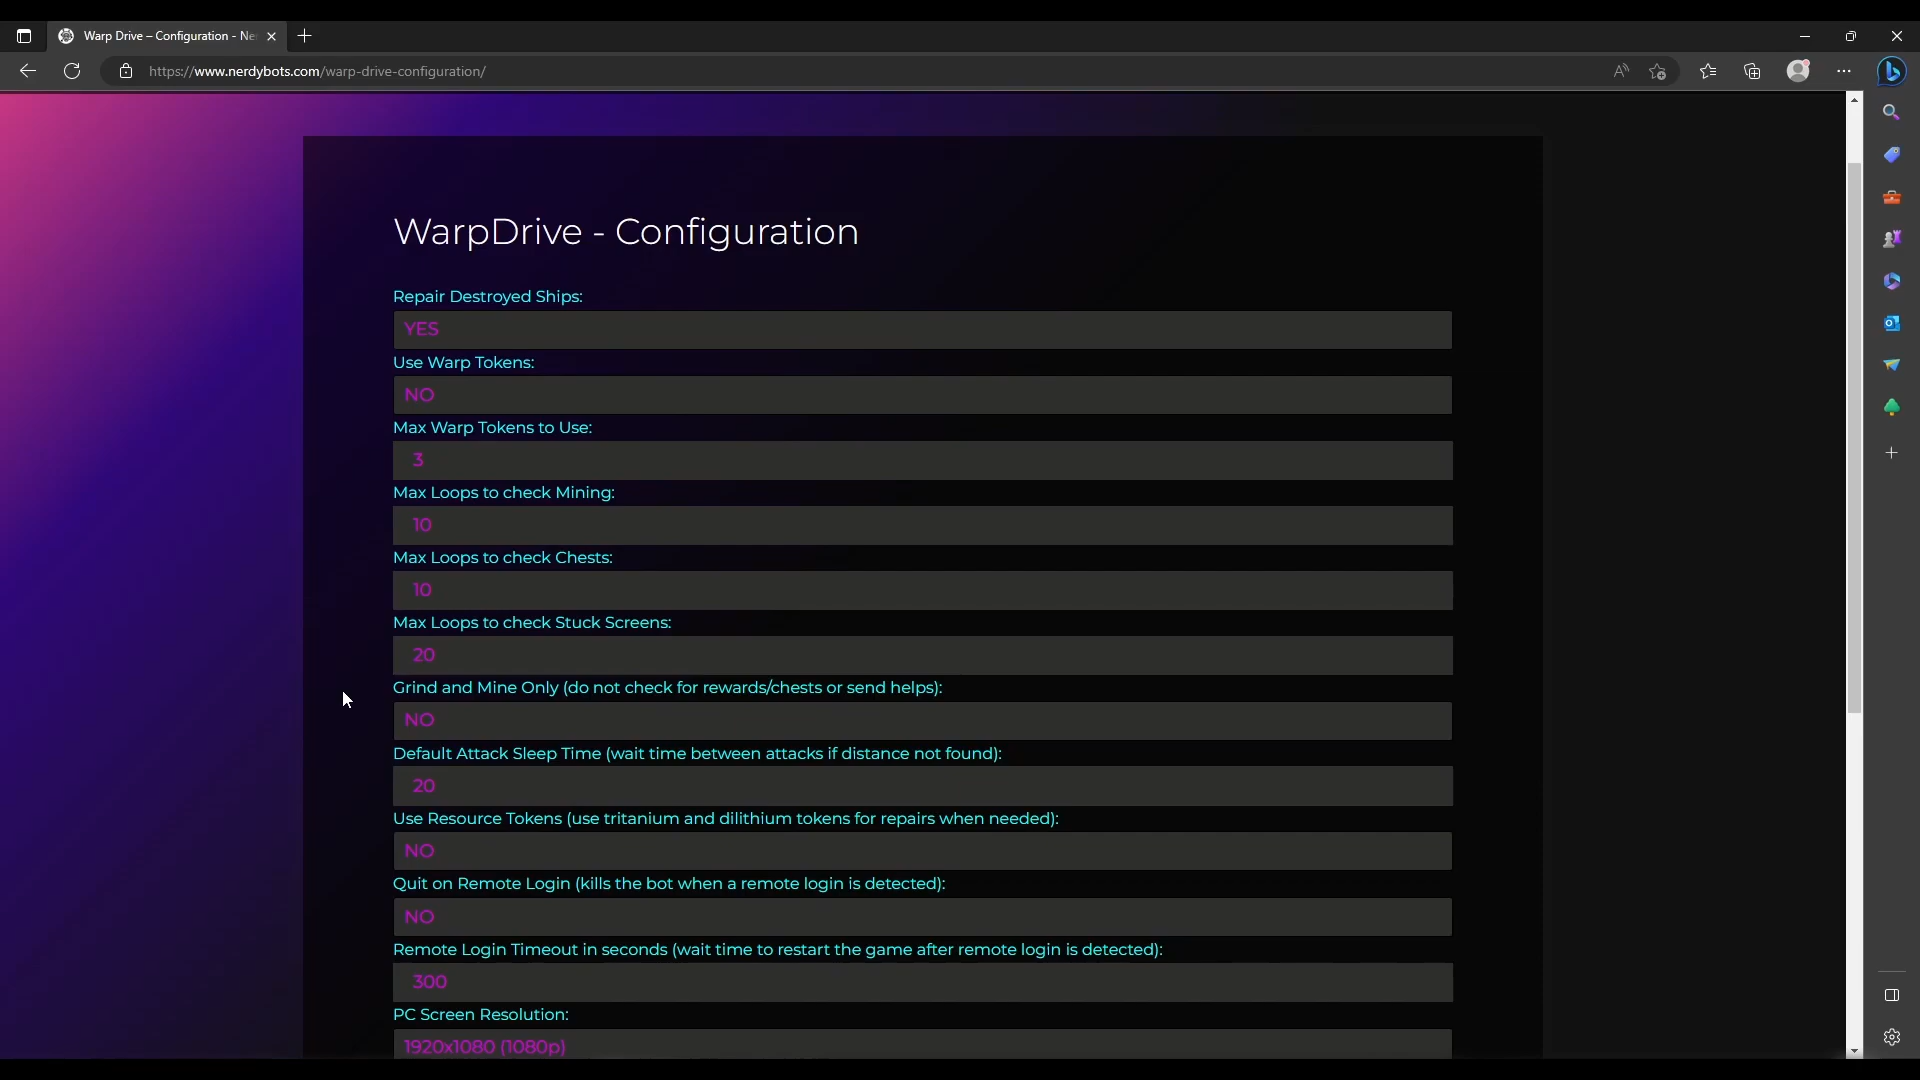 Warp Drive – Configuration - Ne
https://www.nerdybots.com/warp-drive-configuration/
WarpDrive - Configuration
Repair Destroyed Ships:
YES
Use Warp Tokens:
NO
Max Warp Tokens to Use:
3
Max Loops to check Mining:
10
Max Loops to check Chests:
10
Max Loops to check Stuck Screens:
20
Grind and Mine Only (do not check for rewards/chests or send helps):
NO
Default Attack Sleep Time (wait time between attacks if distance not found):
20
Use Resource Tokens (use tritanium and dilithium tokens for repairs when needed):
NO
Quit on Remote Login (kills the bot when a remote login is detected):
NO
Remote Login Timeout in seconds (wait time to restart the game after remote login is detected):
300
PC Screen Resolution:
1920x1080 (1080p)